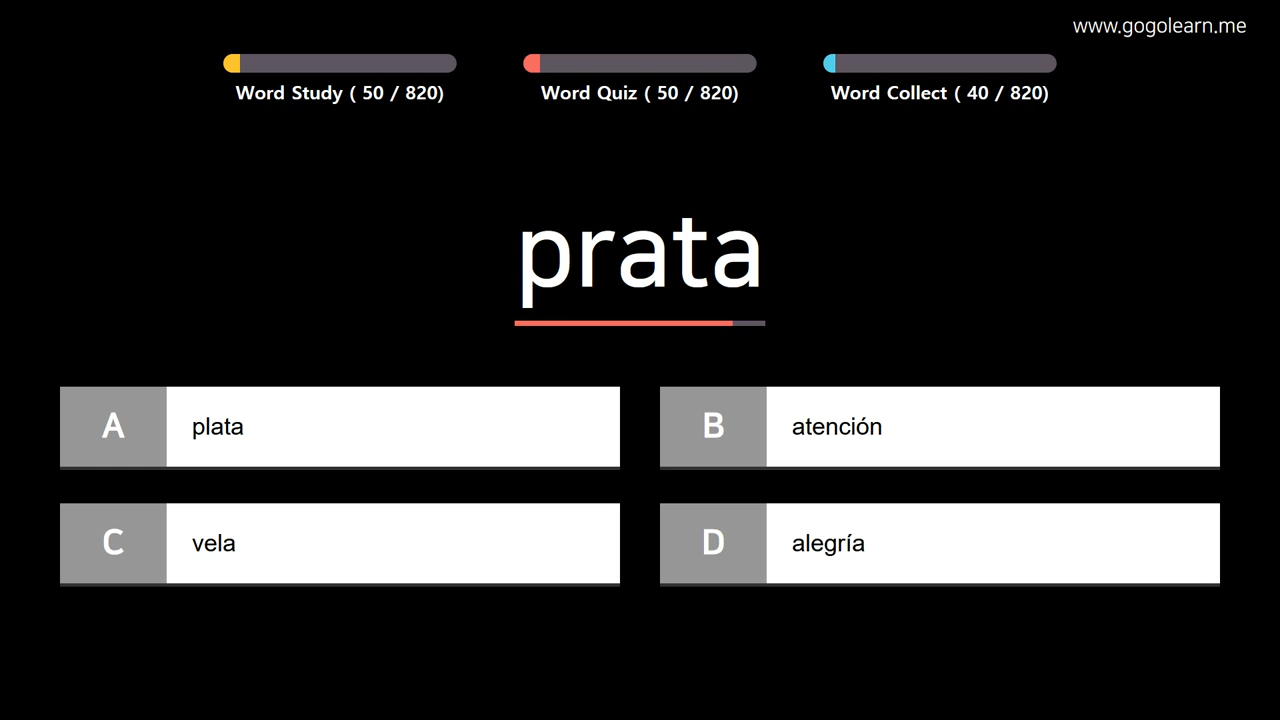 www.gogolearn.me
Word Study ( 50 / 820)
Word Quiz ( 50 / 820)
Word Collect ( 40 / 820)
prata
A plata
B atención
C vela
D alegría